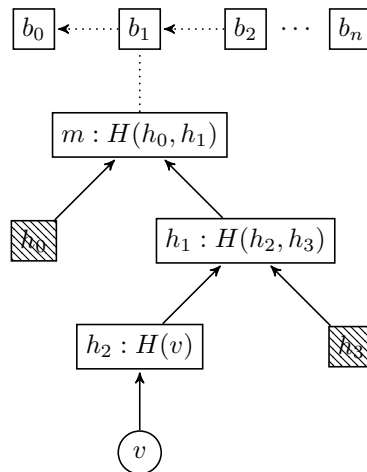 b₀ b₁ b₂ ⋯ bₙ
m : H(h₀, h₁)
h₀ h₁ : H(h₂, h₃)
h₂ : H(v) h₃
v